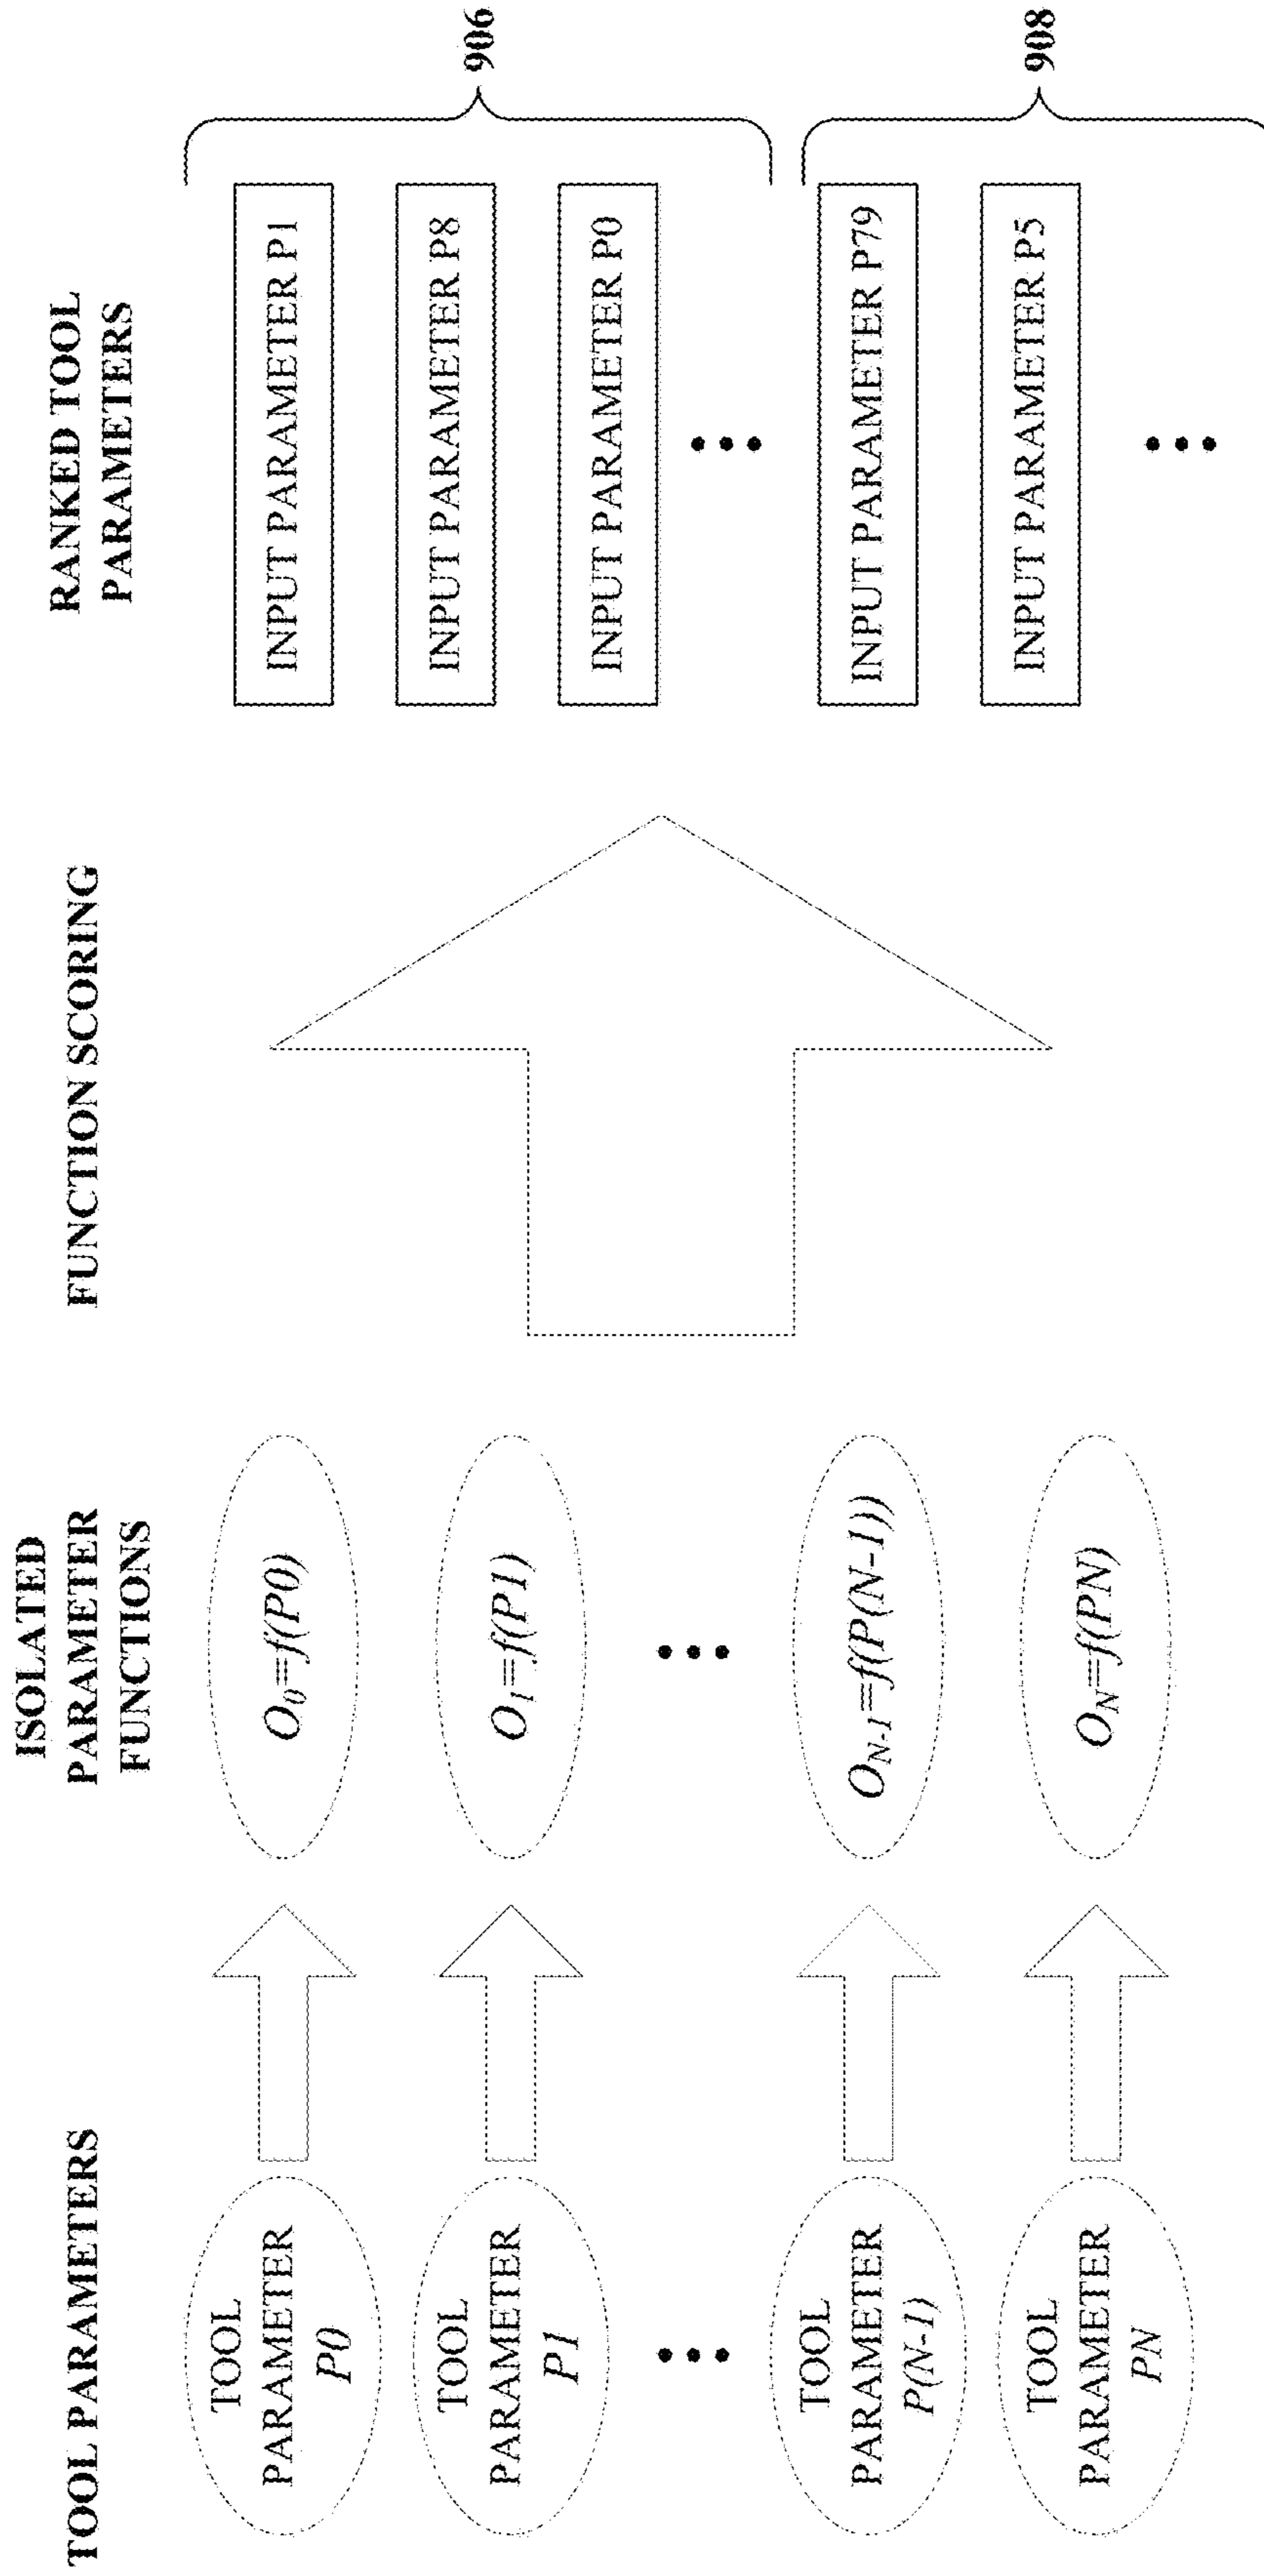 TOOL PARAMETERS
ISOLATED
PARAMETER
FUNCTIONS
FUNCTION SCORING
RANKED TOOL
PARAMETERS
TOOL
PARAMETER
P0
O0=f(P0)
INPUT PARAMETER P1
TOOL
PARAMETER
P1
O1=f(P1)
INPUT PARAMETER P8
INPUT PARAMETER P0
906
TOOL
PARAMETER
P(N-1)
ON-1=f(P(N-1))
INPUT PARAMETER P79
TOOL
PARAMETER
PN
ON=f(PN)
INPUT PARAMETER P5
908